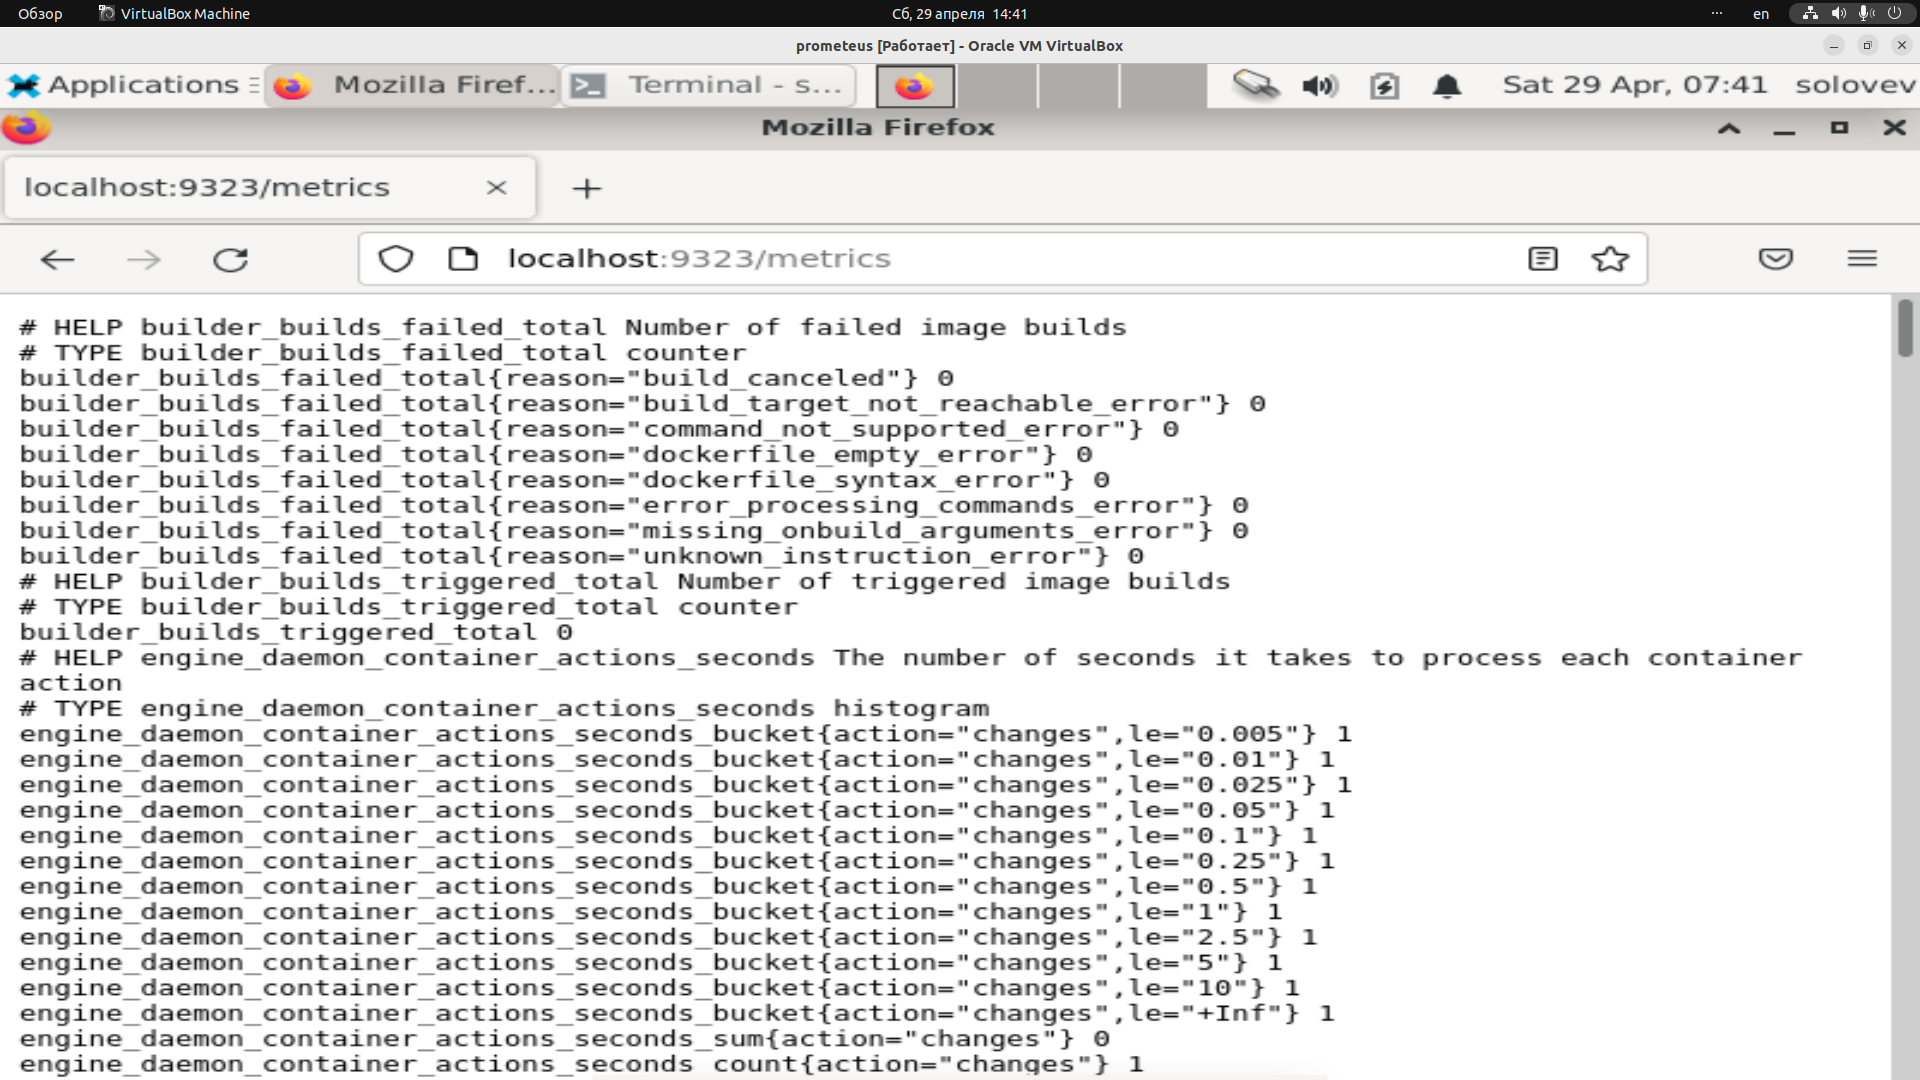 Обзор
VirtualBox Machine
Сб, 29 апреля 14:41
en
prometeus [Работает] - Oracle VM VirtualBox
Applications
Mozilla Firef...
Terminal - s...
Sat 29 Apr, 07:41
solovev
Mozilla Firefox
localhost:9323/metrics
localhost:9323/metrics
# HELP builder_builds_failed_total Number of failed image builds
# TYPE builder_builds_failed_total counter
builder_builds_failed_total{reason="build_canceled"} 0
builder_builds_failed_total{reason="build_target_not_reachable_error"} 0
builder_builds_failed_total{reason="command_not_supported_error"} 0
builder_builds_failed_total{reason="dockerfile_empty_error"} 0
builder_builds_failed_total{reason="dockerfile_syntax_error"} 0
builder_builds_failed_total{reason="error_processing_commands_error"} 0
builder_builds_failed_total{reason="missing_onbuild_arguments_error"} 0
builder_builds_failed_total{reason="unknown_instruction_error"} 0
# HELP builder_builds_triggered_total Number of triggered image builds
# TYPE builder_builds_triggered_total counter
builder_builds_triggered_total 0
# HELP engine_daemon_container_actions_seconds The number of seconds it takes to process each container
action
# TYPE engine_daemon_container_actions_seconds histogram
engine_daemon_container_actions_seconds_bucket{action="changes",le="0.005"} 1
engine_daemon_container_actions_seconds_bucket{action="changes",le="0.01"} 1
engine_daemon_container_actions_seconds_bucket{action="changes",le="0.025"} 1
engine_daemon_container_actions_seconds_bucket{action="changes",le="0.05"} 1
engine_daemon_container_actions_seconds_bucket{action="changes",le="0.1"} 1
engine_daemon_container_actions_seconds_bucket{action="changes",le="0.25"} 1
engine_daemon_container_actions_seconds_bucket{action="changes",le="0.5"} 1
engine_daemon_container_actions_seconds_bucket{action="changes",le="1"} 1
engine_daemon_container_actions_seconds_bucket{action="changes",le="2.5"} 1
engine_daemon_container_actions_seconds_bucket{action="changes",le="5"} 1
engine_daemon_container_actions_seconds_bucket{action="changes",le="10"} 1
engine_daemon_container_actions_seconds_bucket{action="changes",le="+Inf"} 1
engine_daemon_container_actions_seconds_sum{action="changes"} 0
engine_daemon_container_actions_seconds_count{action="changes"} 1